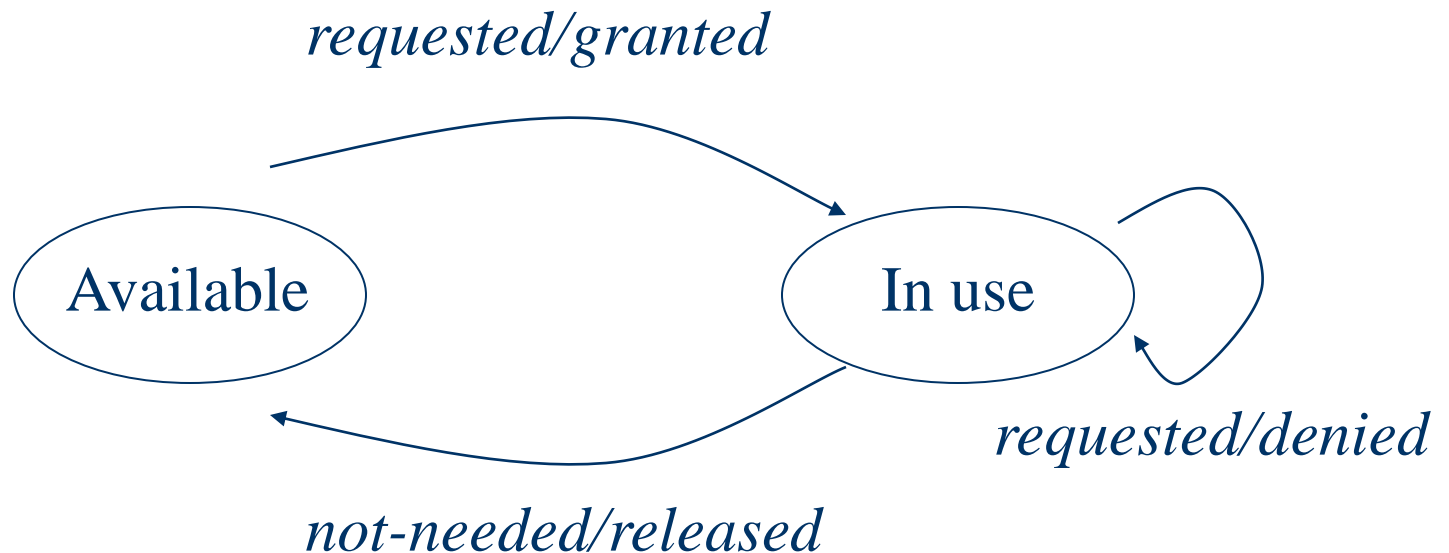 requested/granted
Available
In use
requested/denied
not-needed/released